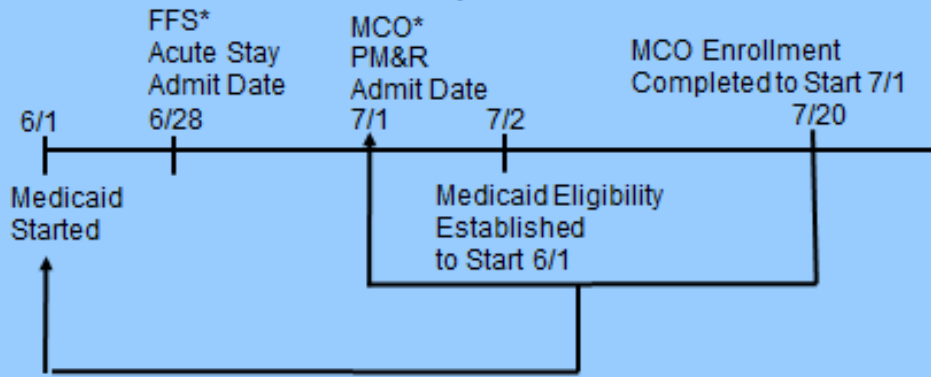 FFS*
Acute Stay
Admit Date
6/28
MCO*
PM&R
Admit Date
7/1
MCO Enrollment
Completed to Start 7/1
7/20
6/1
7/2
Medicaid
Started
Medicaid Eligibility
Established
to Start 6/1